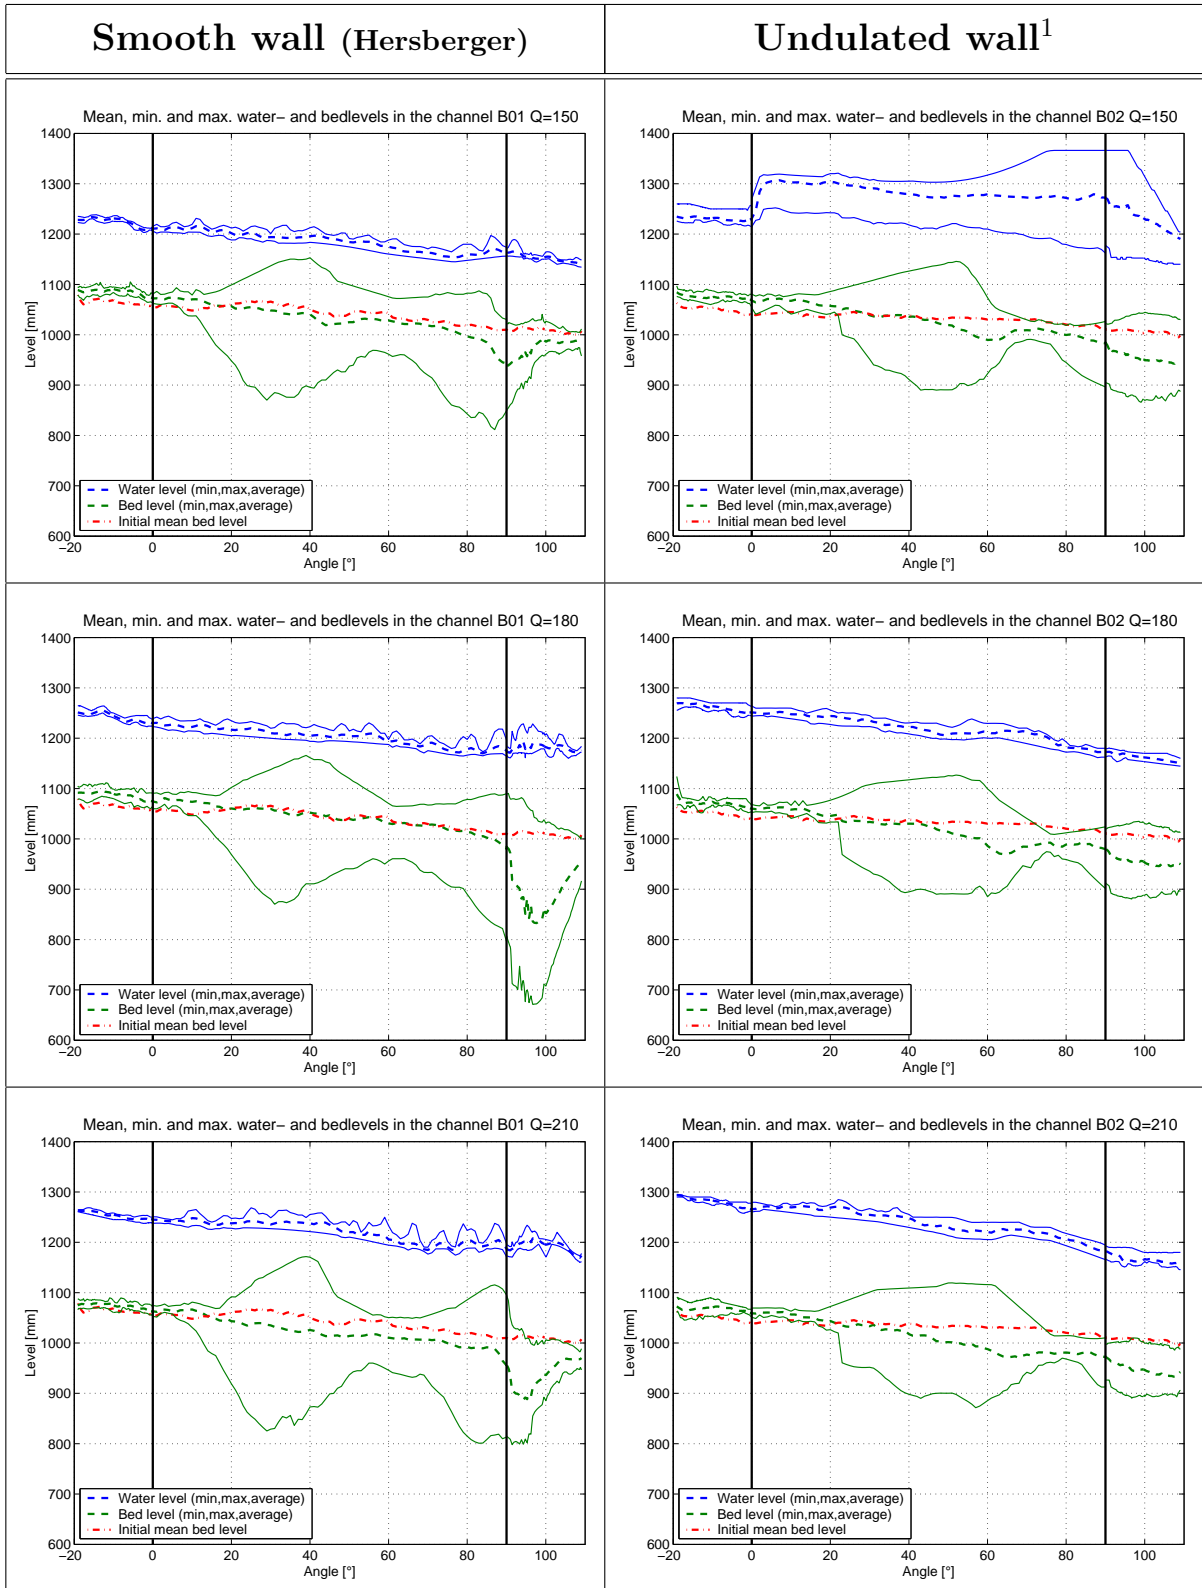 Smooth wall (Hersberger)
Undulated wall1
Mean, min. and max. water− and bedlevels in the channel B01 Q=150
1400
1300
1200
1100
1000
900
800
700
600
Level [mm]
Water level (min,max,average)
Bed level (min,max,average)
Initial mean bed level
−20 0 20 40 60 80 100
Angle [°]
Mean, min. and max. water− and bedlevels in the channel B02 Q=150
1400
1300
1200
1100
1000
900
800
700
600
Level [mm]
Water level (min,max,average)
Bed level (min,max,average)
Initial mean bed level
−20 0 20 40 60 80 100
Angle [°]
Mean, min. and max. water− and bedlevels in the channel B01 Q=180
1400
1300
1200
1100
1000
900
800
700
600
Level [mm]
Water level (min,max,average)
Bed level (min,max,average)
Initial mean bed level
−20 0 20 40 60 80 100
Angle [°]
Mean, min. and max. water− and bedlevels in the channel B02 Q=180
1400
1300
1200
1100
1000
900
800
700
600
Level [mm]
Water level (min,max,average)
Bed level (min,max,average)
Initial mean bed level
−20 0 20 40 60 80 100
Angle [°]
Mean, min. and max. water− and bedlevels in the channel B01 Q=210
1400
1300
1200
1100
1000
900
800
700
600
Level [mm]
Water level (min,max,average)
Bed level (min,max,average)
Initial mean bed level
−20 0 20 40 60 80 100
Angle [°]
Mean, min. and max. water− and bedlevels in the channel B02 Q=210
1400
1300
1200
1100
1000
900
800
700
600
Level [mm]
Water level (min,max,average)
Bed level (min,max,average)
Initial mean bed level
−20 0 20 40 60 80 100
Angle [°]